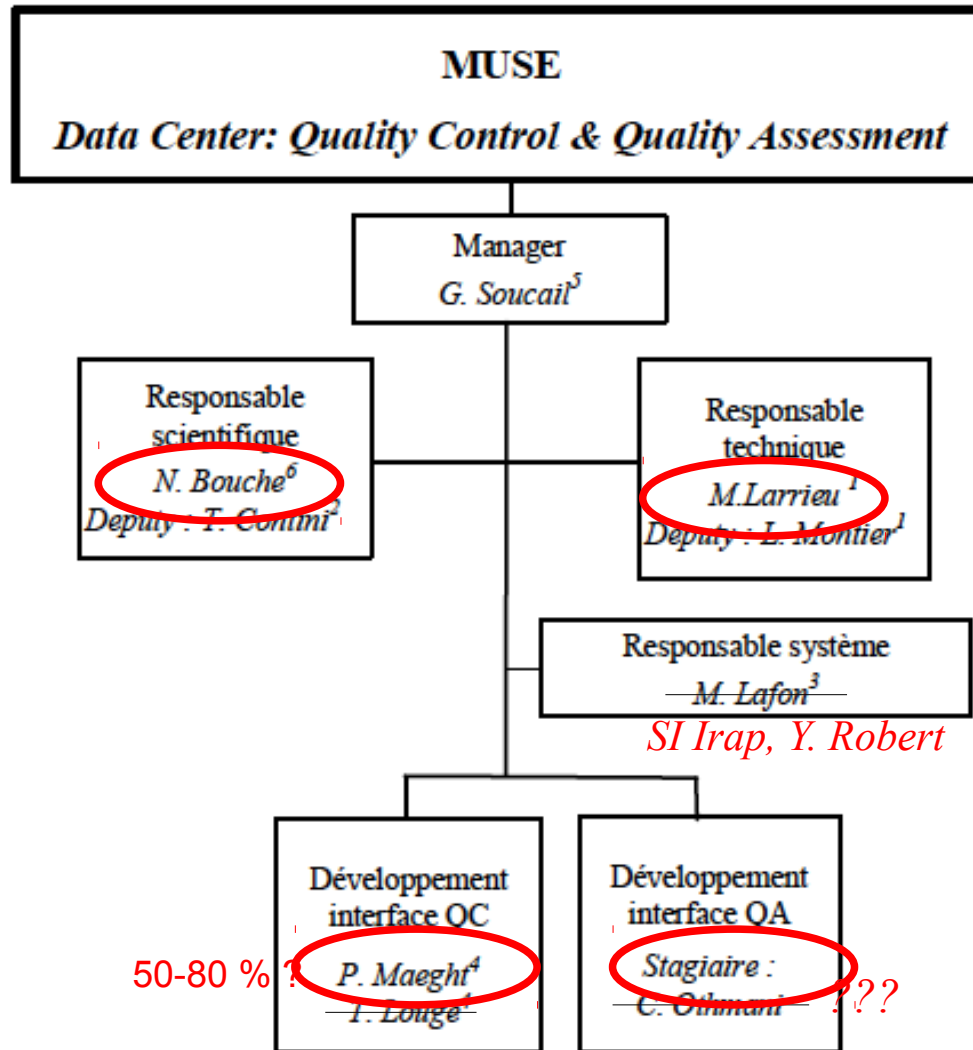 MUSE
Data Center: Quality Control & Quality Assessment
Manager
G. Soucail⁵
Responsable
scientifique
N. Bouche⁶
Deputy : T. Contini²
Responsable
technique
M.Larrieu ¹
Deputy : L. Montier¹
Responsable système
M. Lafon³
SI Irap, Y. Robert
Développement
interface QC
50-80 % ?
P. Maeght⁴
T. Louge⁴
Développement
interface QA
Stagiaire :
C. Othmani
???